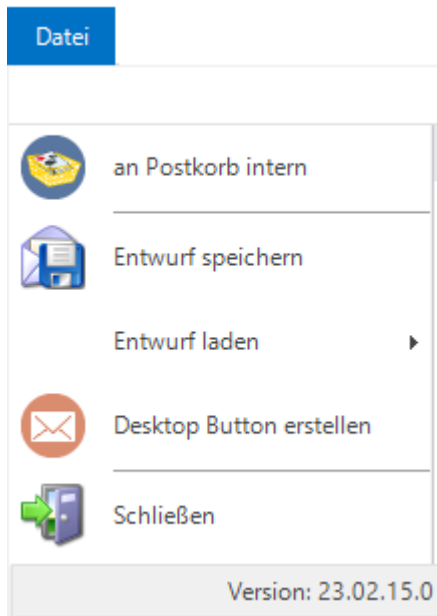 Datei
an Postkorb intern
Entwurf speichern
Entwurf laden
Desktop Button erstellen
Schließen
Version: 23.02.15.0